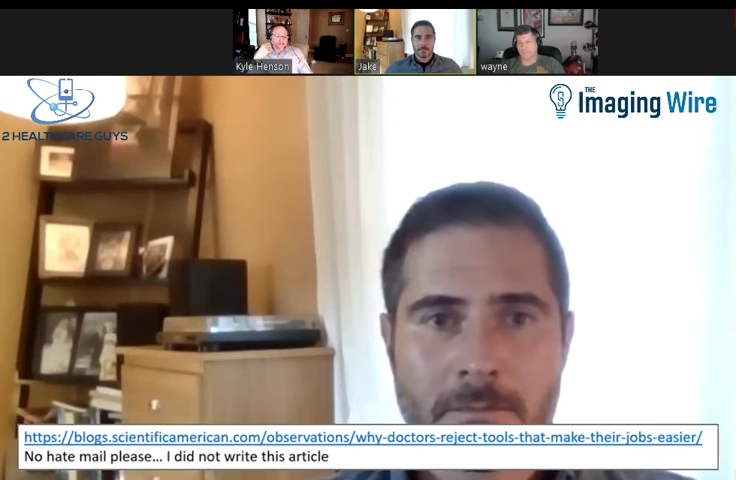 Kyle Henson
Jake
wayne
2 HEALTHCARE GUYS
THE
Imaging Wire
https://blogs.scientificamerican.com/observations/why-doctors-reject-tools-that-make-their-jobs-easier/
No hate mail please... I did not write this article